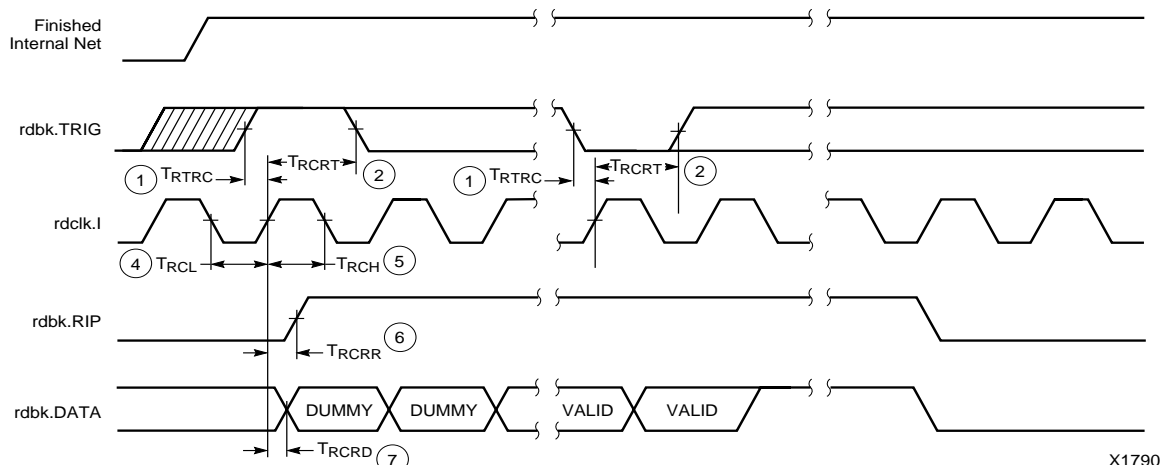 Finished
Internal Net
rdbk.TRIG
TRCRT
TRCRT
1 TRTRC 2 1 TRTRC 2
rdclk.I
4 TRCL TRCH 5
rdbk.RIP
TRCRR 6
rdbk.DATA DUMMY DUMMY VALID VALID
TRCRD 7
X1790